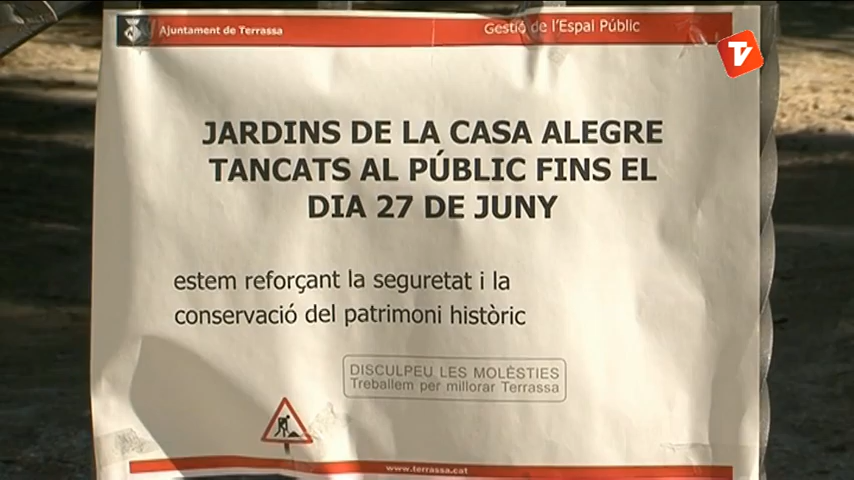 Ajuntament de Terrassa
Gestió de l'Espai Públic
TV
JARDINS DE LA CASA ALEGRE
TANCATS AL PÚBLIC FINS EL
DIA 27 DE JUNY
estem reforçant la seguretat i la
conservació del patrimoni històric
DISCULPEU LES MOLÈSTIES
Treballem per millorar Terrassa
www.terrassa.cat